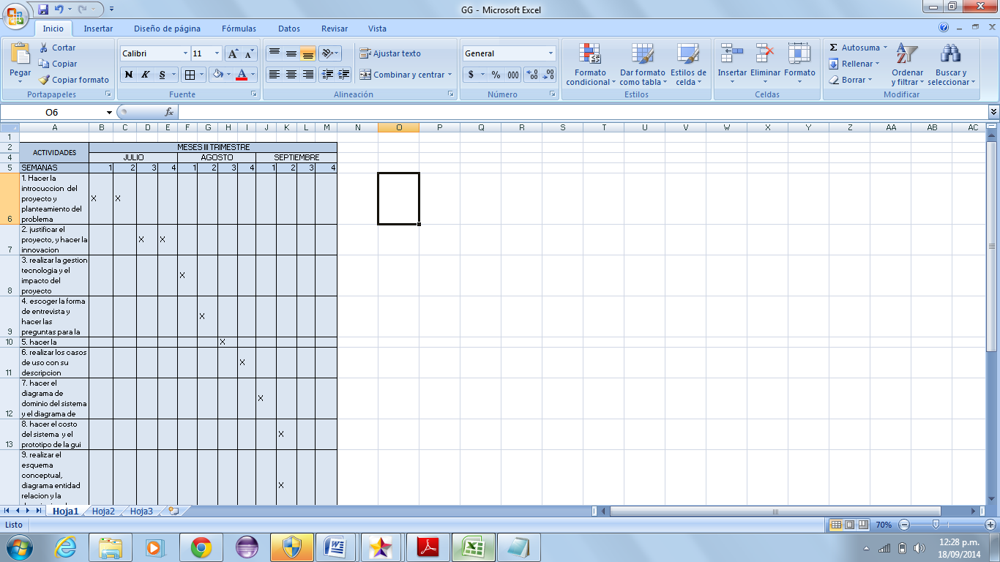 GG - Microsoft Excel
Inicio Insertar Diseño de página Fórmulas Datos Revisar Vista
Pegar
Cortar
Copiar
Copiar formato
Portapapeles
Calibri 11
N K S
Fuente
Ajustar texto
Combinar y centrar
Alineación
General
$ % 000
Número
Formato condicional
Dar formato como tabla
Estilos de celda
Estilos
Insertar Eliminar Formato
Celdas
Autosuma
Rellenar
Borrar
Ordenar y filtrar
Buscar y seleccionar
Modificar
O6 fx
A B C D E F G H I J K L M N O P Q R S T U V W X Y Z AA AB AC
1
2 ACTIVIDADES MESES III TRIMESTRE
4 JULIO AGOSTO SEPTIEMBRE
5 SEMANAS 1 2 3 4 1 2 3 4 1 2 3 4
1. Hacer la
introcuccion del
proyecto y X X
planteamiento del
6 problema
2. justificar el
proyecto, y hacer la X X
7 innovacion
3. realizar la gestion
tecnologia y el
impacto del X
8 proyecto
4. escoger la forma
de entrevista y
hacer las X
9 preguntas para la
10 5. hacer la X
6. realizar los casos
de uso con su X
11 descripcion
7. hacer el
diagrama de
dominio del sistema X
12 y el diagrama de
8. hacer el costo
del sistema y el X
13 prototipo de la gui
9. realizar el
esquema
conceptual,
diagrama entidad X
relacion y la
Hoja1 Hoja2 Hoja3
Listo 70%
12:28 p.m.
18/09/2014